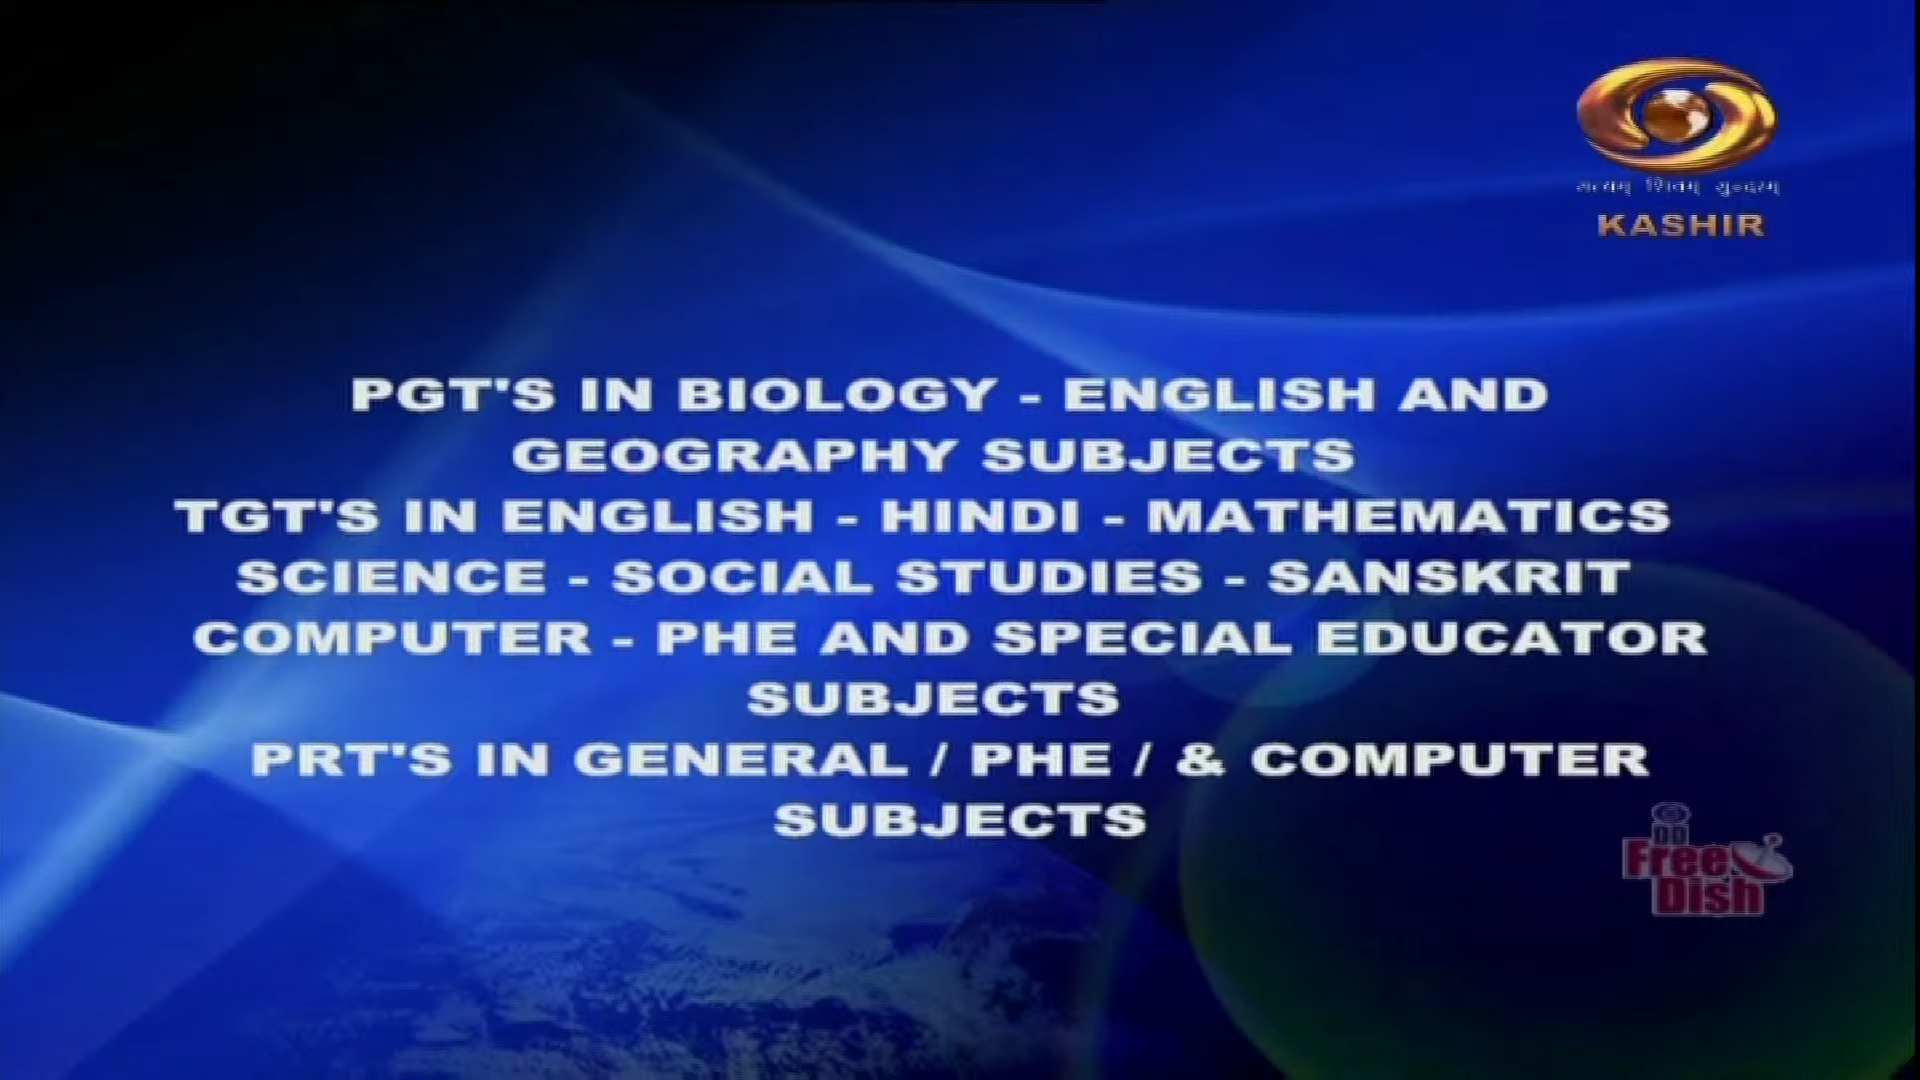 सत्यम् शिवम् सुन्दरम्
KASHIR
PGT'S IN BIOLOGY - ENGLISH AND
GEOGRAPHY SUBJECTS
TGT'S IN ENGLISH - HINDI - MATHEMATICS
SCIENCE - SOCIAL STUDIES - SANSKRIT
COMPUTER - PHE AND SPECIAL EDUCATOR
SUBJECTS
PRT'S IN GENERAL / PHE / & COMPUTER
SUBJECTS
DD
Free
Dish